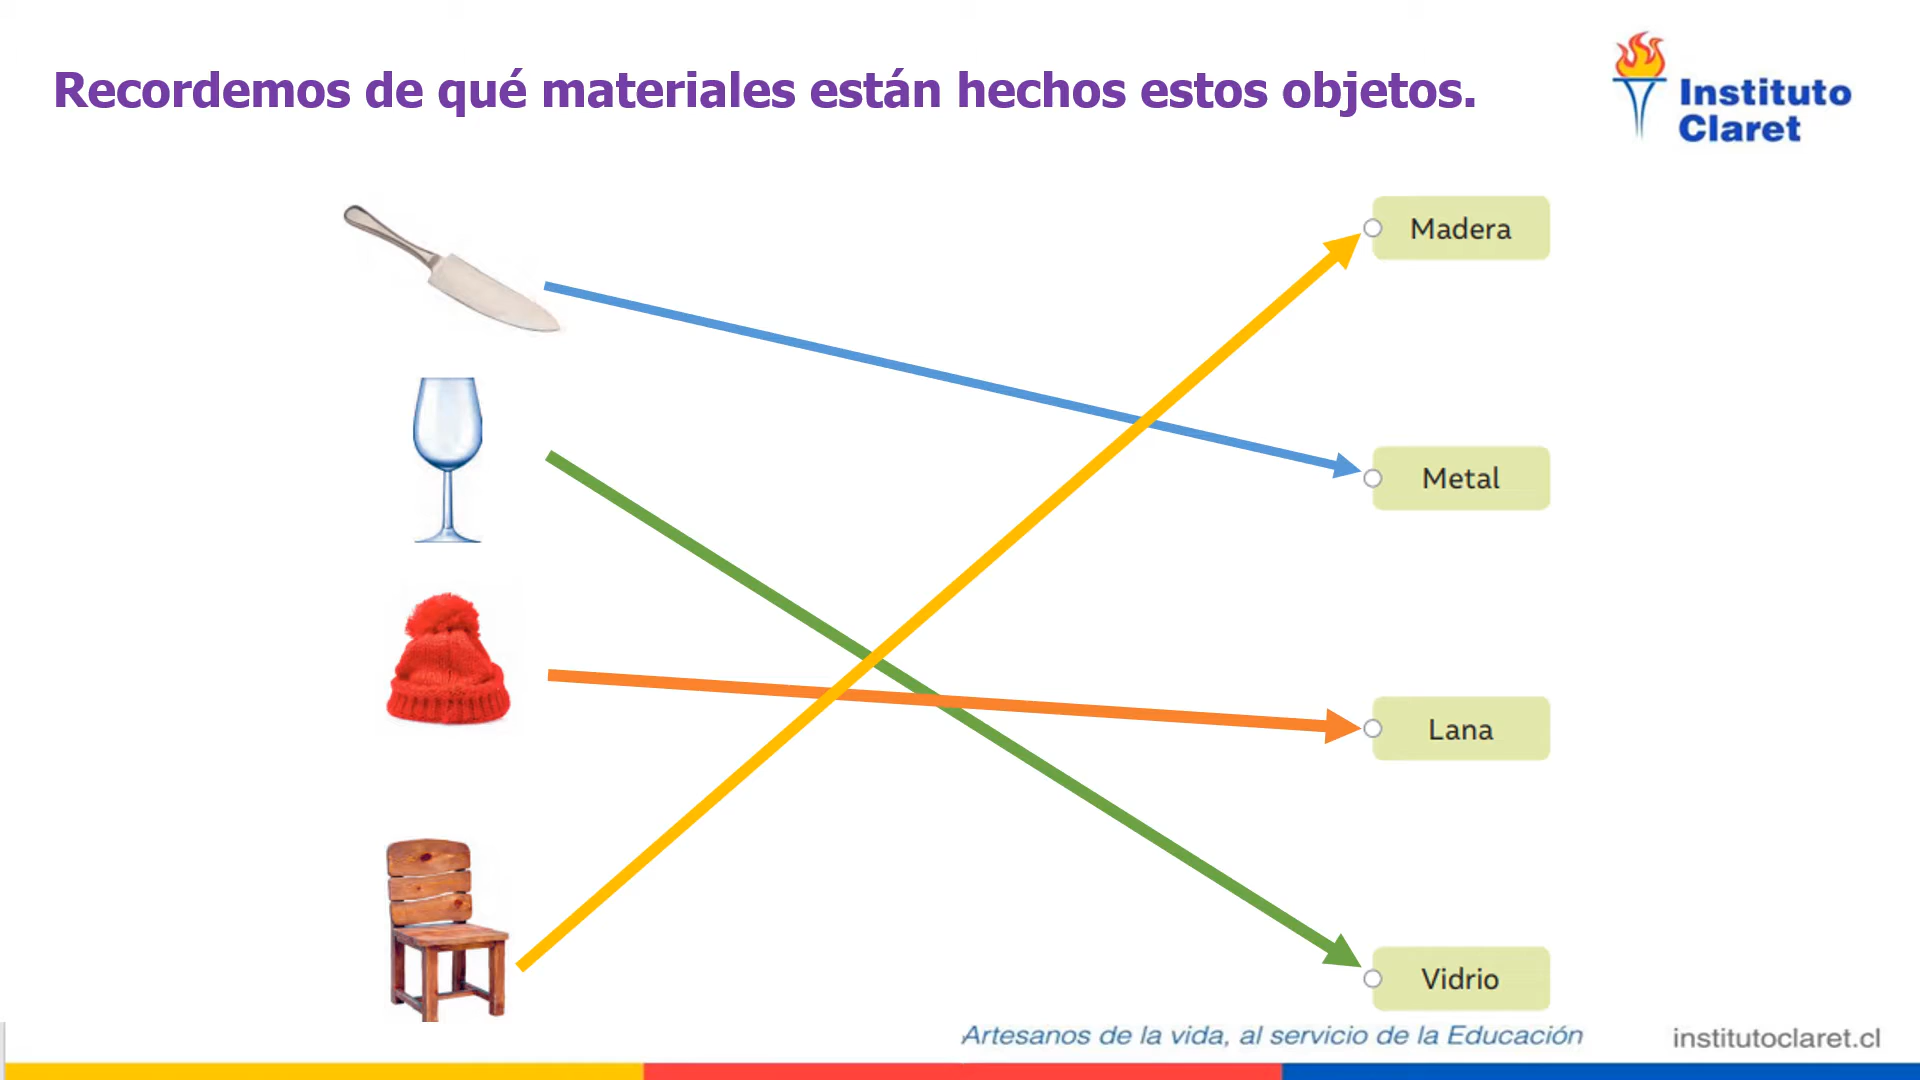 Recordemos de qué materiales están hechos estos objetos.
Instituto
Claret
Madera
Metal
Lana
Vidrio
Artesanos de la vida, al servicio de la Educación
institutoclaret.cl